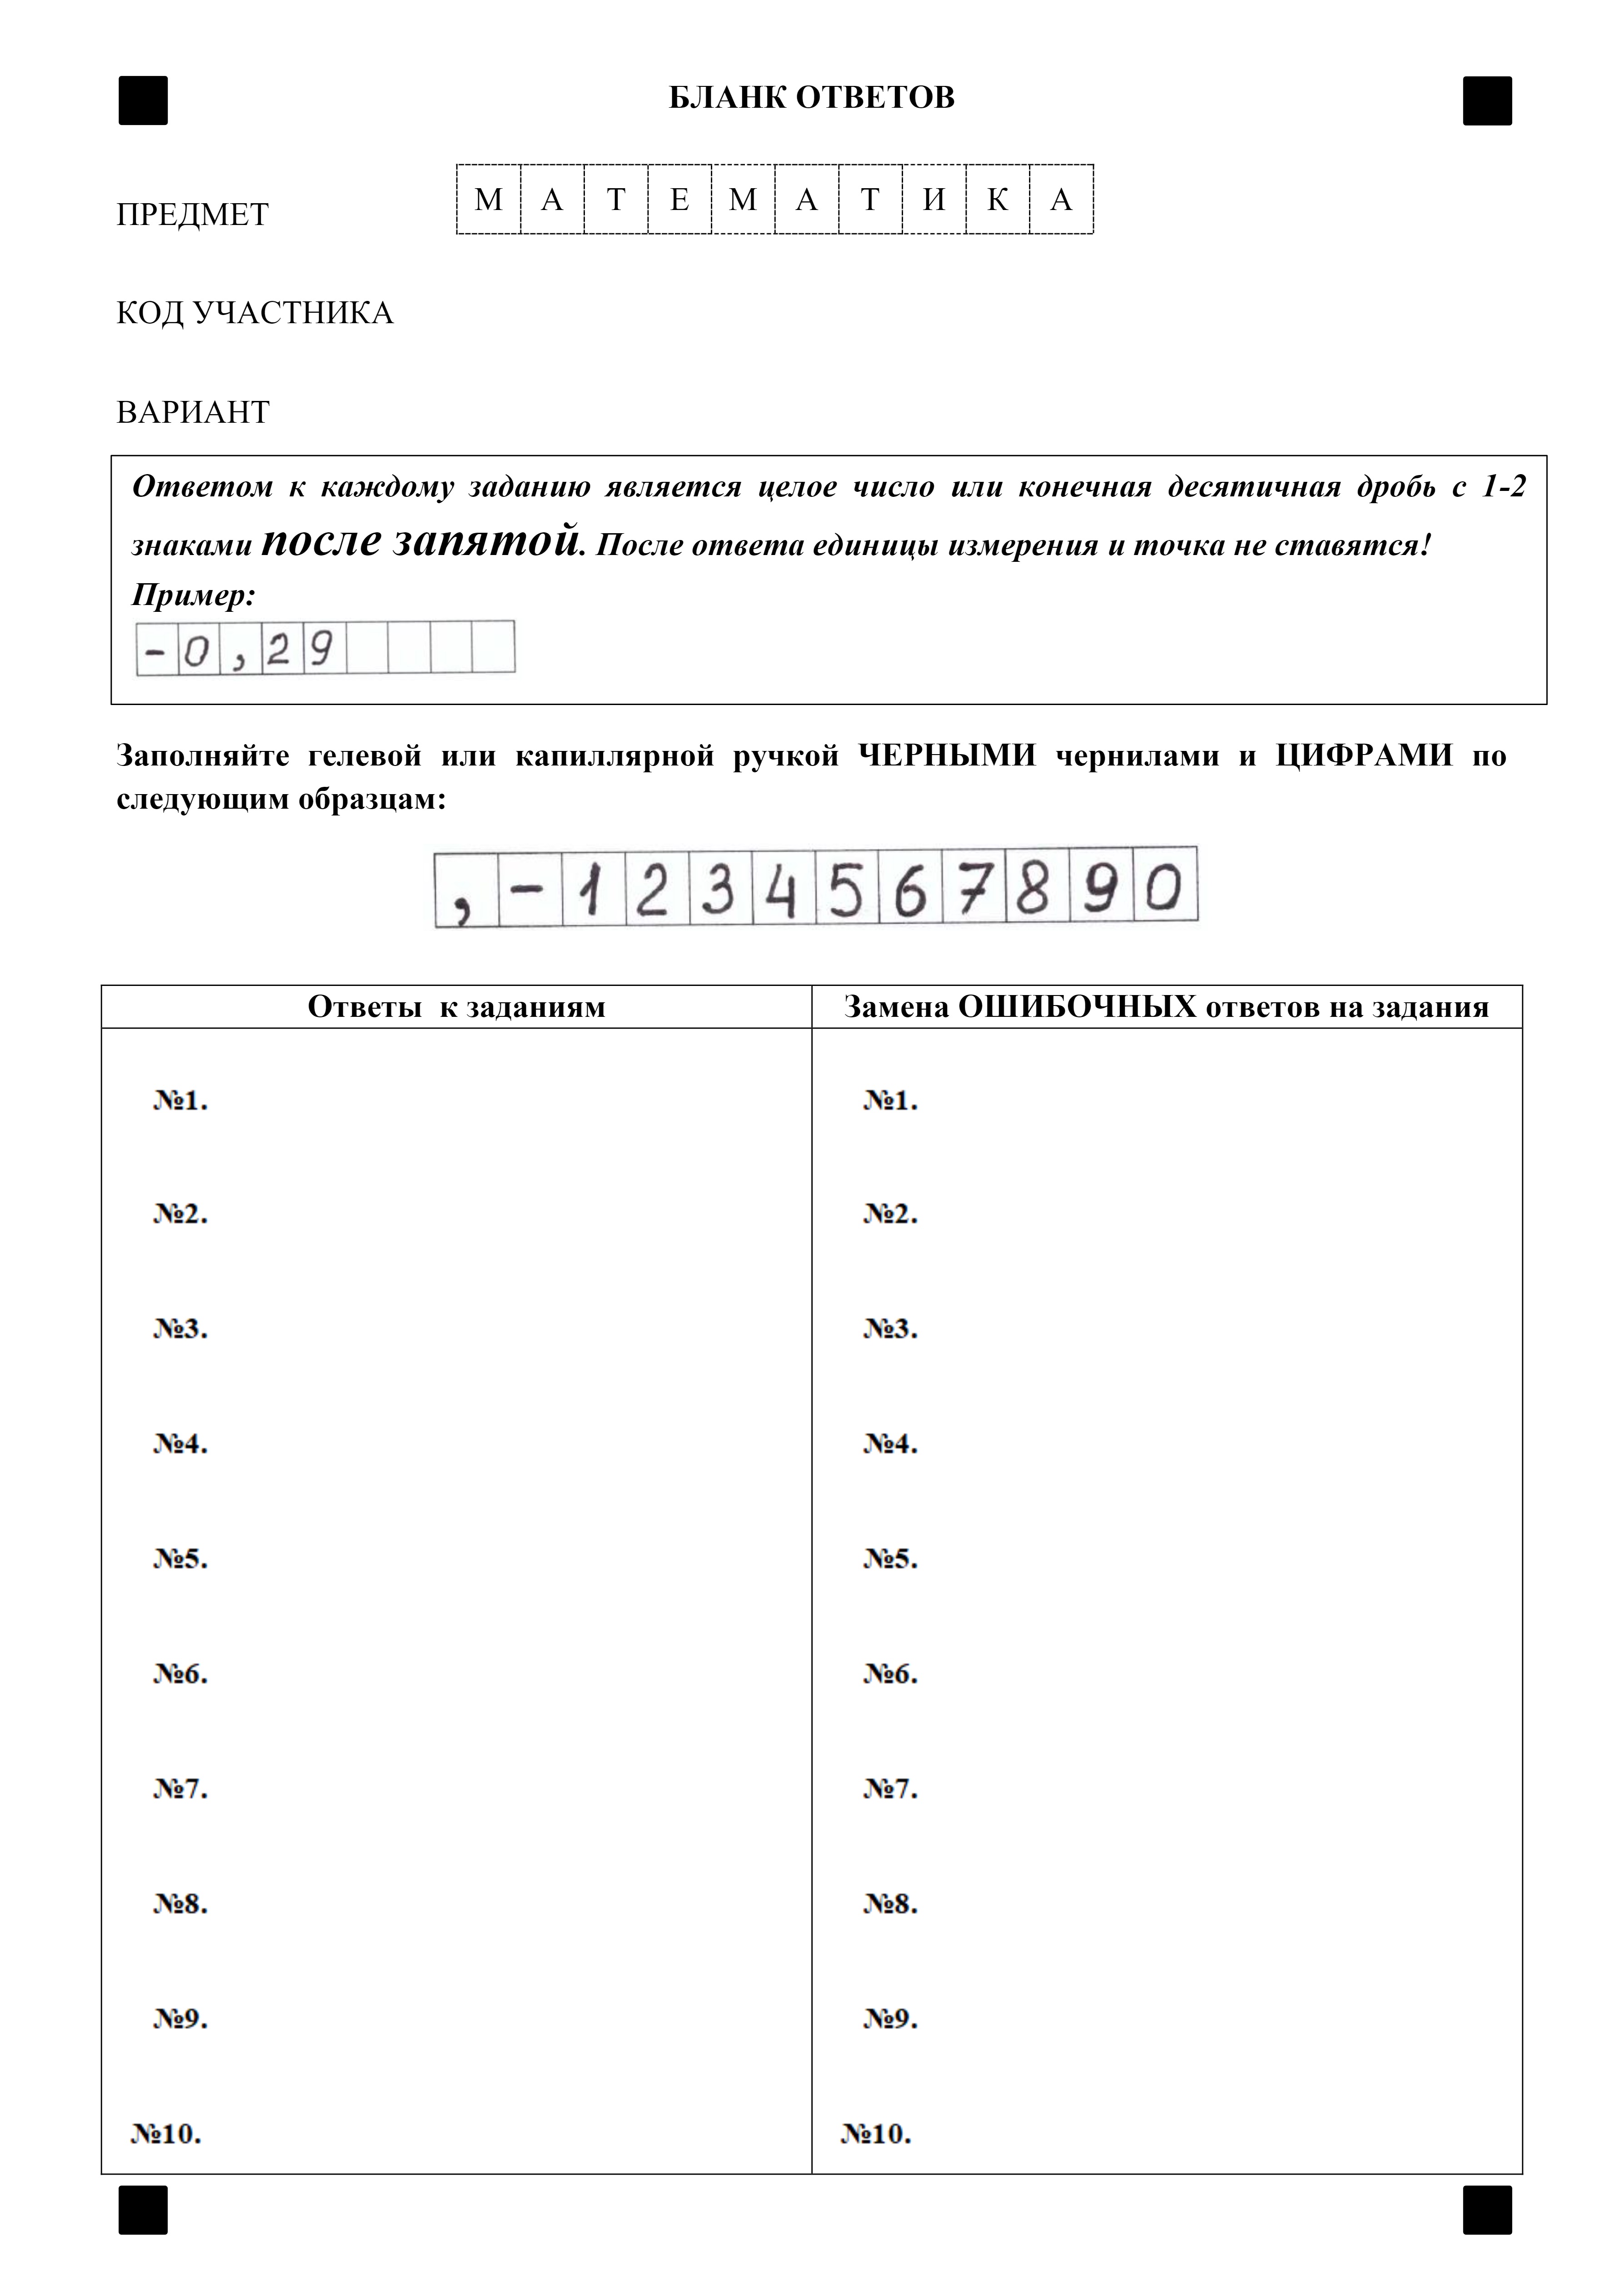 БЛАНК ОТВЕТОВ
ПРЕДМЕТ М А Т Е М А Т И К А
КОД УЧАСТНИКА
ВАРИАНТ
Ответом к каждому заданию является целое число или конечная десятичная дробь с 1-2
знаками после запятой. После ответа единицы измерения и точка не ставятся!
Пример:
-0,29
Заполняйте гелевой или капиллярной ручкой ЧЕРНЫМИ чернилами и ЦИФРАМИ по
следующим образцам:
, - 1 2 3 4 5 6 7 8 9 0
Ответы к заданиям Замена ОШИБОЧНЫХ ответов на задания
№1. №1.
№2. №2.
№3. №3.
№4. №4.
№5. №5.
№6. №6.
№7. №7.
№8. №8.
№9. №9.
№10. №10.